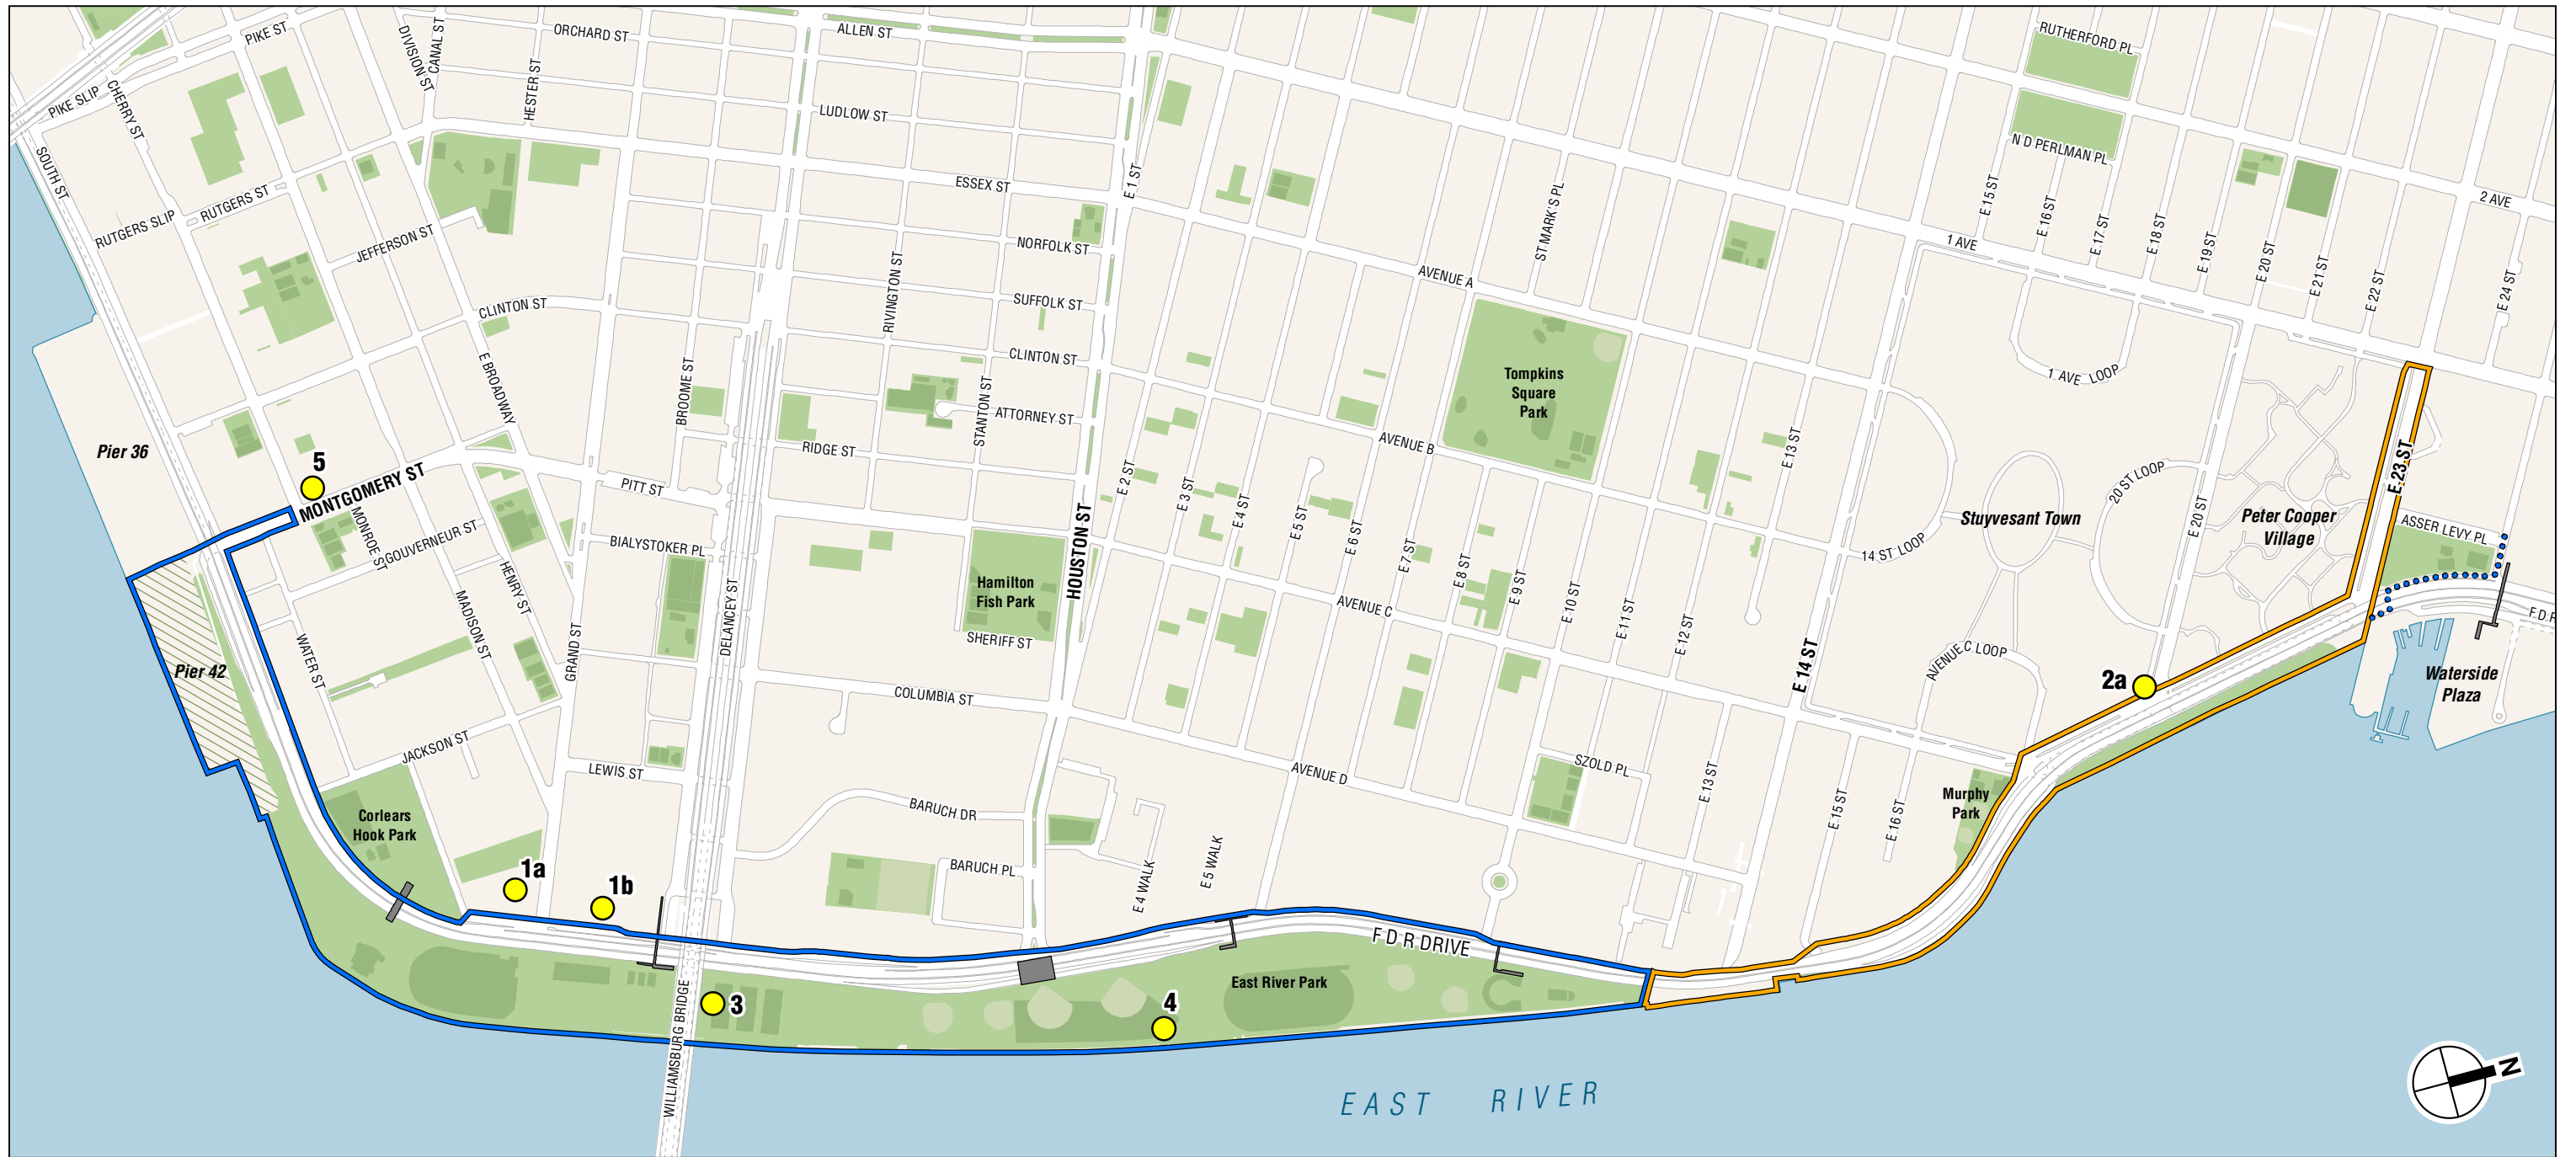 PIKE ST
DIVISION ST
CANAL ST
ORCHARD ST
ALLEN ST
RUTHERFORD PL
HESTER ST
PIKE SLIP
CHERRY ST
LUDLOW ST
N D PERLMAN PL
SOUTH ST
ESSEX ST
E 1 ST
2 AVE
RUTGERS SLIP
RUTGERS ST
JEFFERSON ST
NORFOLK ST
ST MARK'S PL
E 15 ST
E 16 ST
E 17 ST
E 18 ST
E 19 ST
E 20 ST
E 21 ST
E 22 ST
E 24 ST
1 AVE
AVENUE A
CLINTON ST
RIVINGTON ST
SUFFOLK ST
CLINTON ST
E BROADWAY
BROOME ST
STANTON ST
ATTORNEY ST
Tompkins
Square
Park
1 AVE LOOP
Pier 36
5
MONTGOMERY ST
RIDGE ST
AVENUE B
E 13 ST
E 23 ST
PITT ST
E 2 ST
E 3 ST
E 4 ST
E 5 ST
E 6 ST
E 7 ST
E 8 ST
E 9 ST
E 10 ST
E 11 ST
E 12 ST
20 ST LOOP
E 20 ST
Stuyvesant Town
Peter Cooper
Village
ASSER LEVY PL
MONROE ST
GOUVERNEUR ST
BIALYSTOKER PL
HOUSTON ST
14 ST LOOP
HENRY ST
MADISON ST
GRAND ST
DELANCEY ST
Hamilton
Fish Park
SHERIFF ST
AVENUE C
F D R
WATER ST
Pier 42
E 14 ST
AVENUE C LOOP
2a
Waterside
Plaza
COLUMBIA ST
JACKSON ST
LEWIS ST
AVENUE D
SZOLD PL
E 13 ST
E 15 ST
E 16 ST
Murphy
Park
Corlears
Hook Park
BARUCH DR
BARUCH PL
E 4 WALK
E 5 WALK
1a
1b
F D R DRIVE
East River Park
3
4
WILLIAMSBURG BRIDGE
EAST RIVER
N